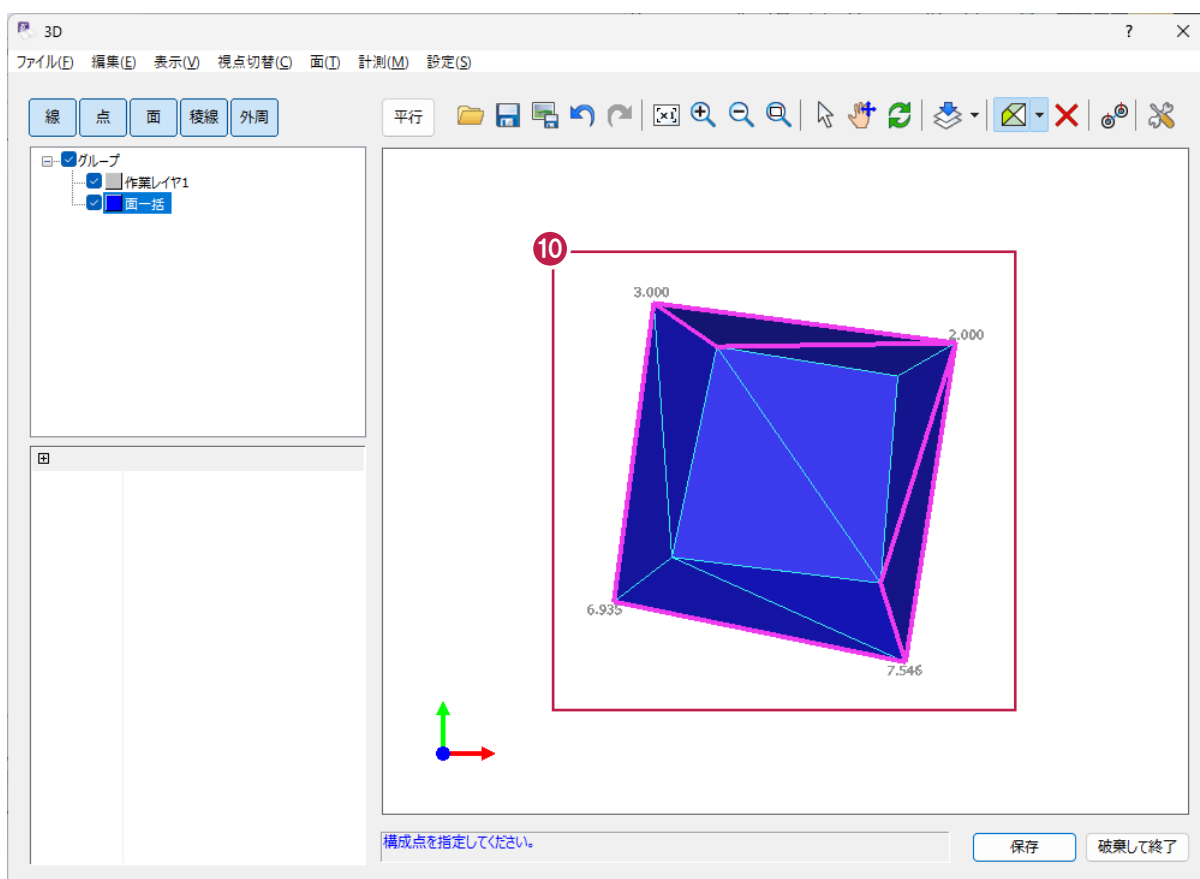 3D
ファイル(F) 編集(E) 表示(V) 視点切替(C) 面(T) 計測(M) 設定(S)
線 点 面 稜線 外周 平行
グループ
作業レイヤ1
面一括
10
3.000
2.000
6.935
7.546
構成点を指定してください。
保存 破棄して終了